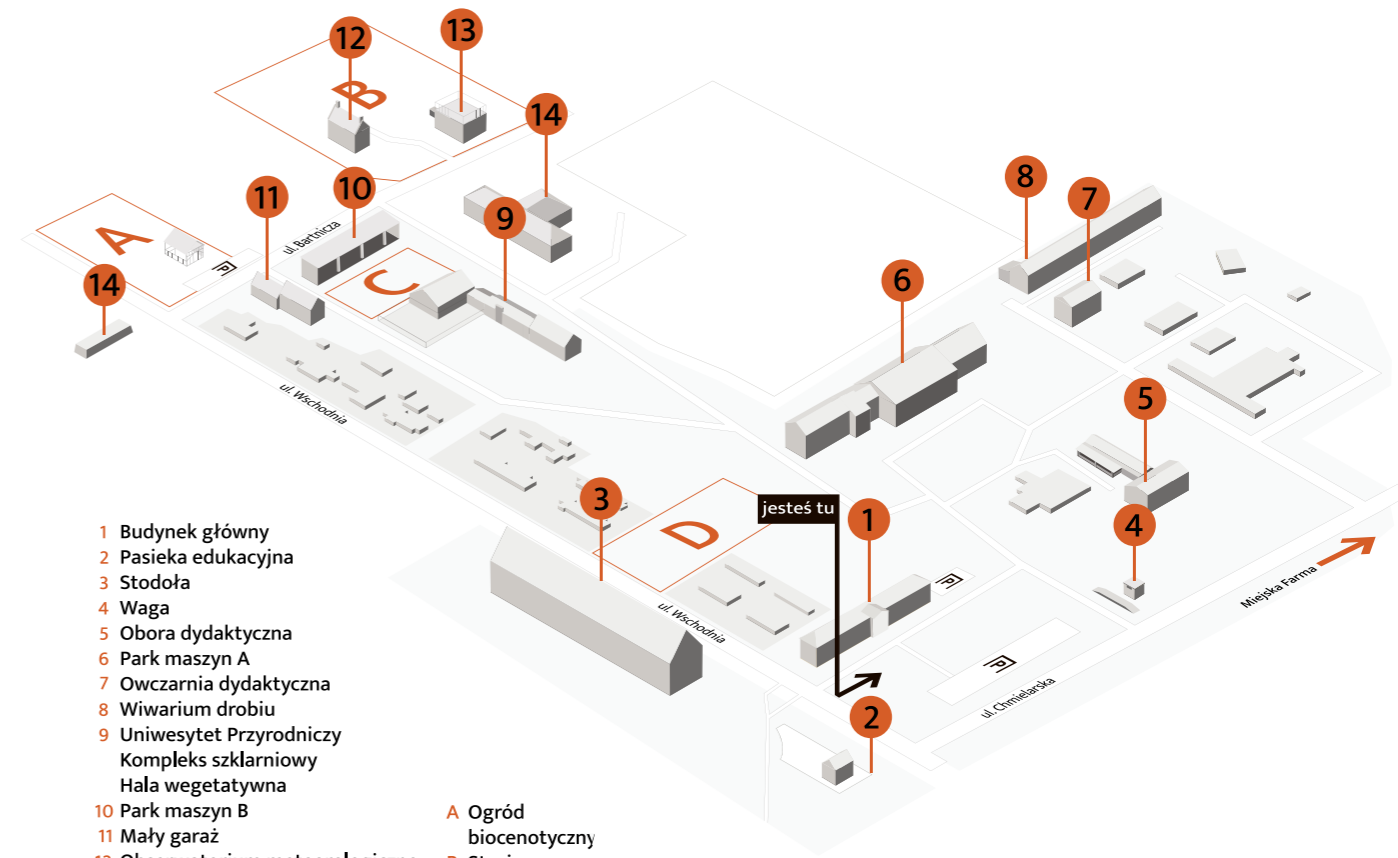 12
13
B
14
10
11
9
8
7
ul. Bartnicza
A
P
C
14
6
ul. Wschodnia
5
3
jesteś tu
1
D
4
P
Miejska Farma
ul. Wschodnia
P
ul. Chmielarska
2
1 Budynek główny
2 Pasieka edukacyjna
3 Stodoła
4 Waga
5 Obora dydaktyczna
6 Park maszyn A
7 Owczarnia dydaktyczna
8 Wiwarium drobiu
9 Uniwesytet Przyrodniczy
Kompleks szklarniowy
Hala wegetatywna
10 Park maszyn B
11 Mały garaż
A Ogród
biocenotyczny